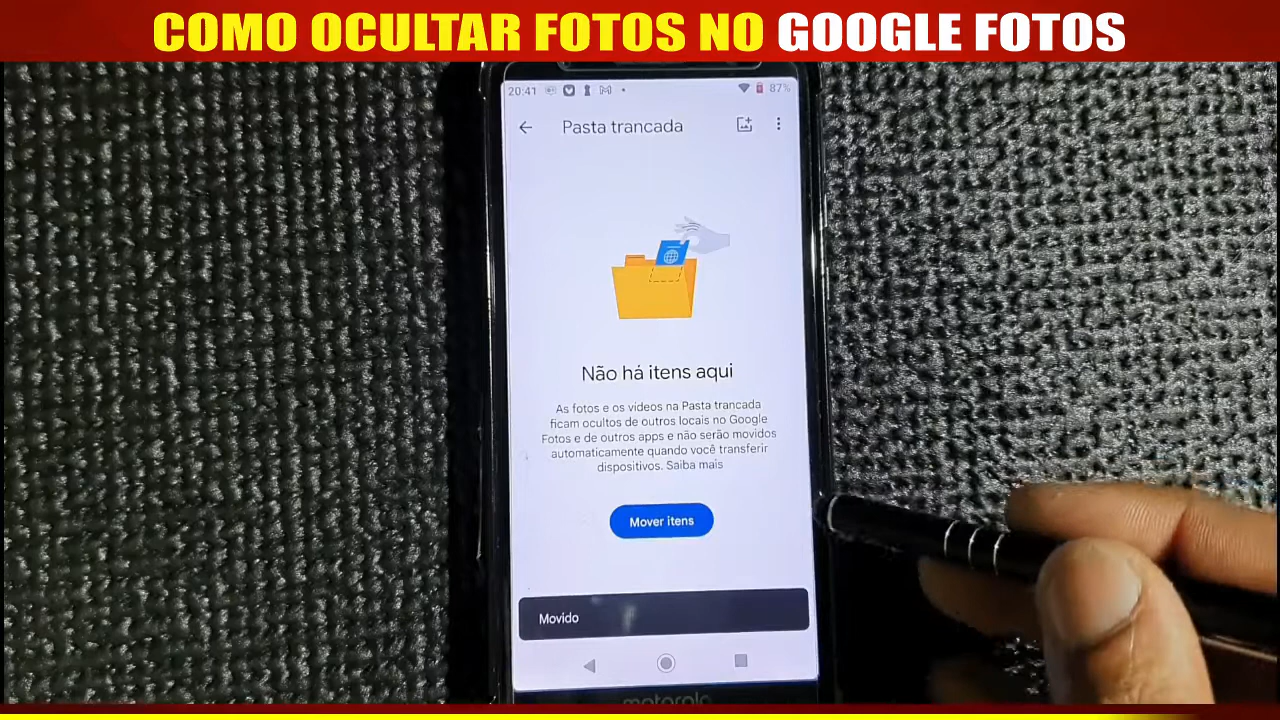 COMO OCULTAR FOTOS NO GOOGLE FOTOS
20:41
87%
Pasta trancada
Não há itens aqui
As fotos e os vídeos na Pasta trancada
ficam ocultos de outros locais no Google
Fotos e de outros apps e não serão movidos
automaticamente quando você transferir
dispositivos. Saiba mais
Mover itens
Movido
motorola